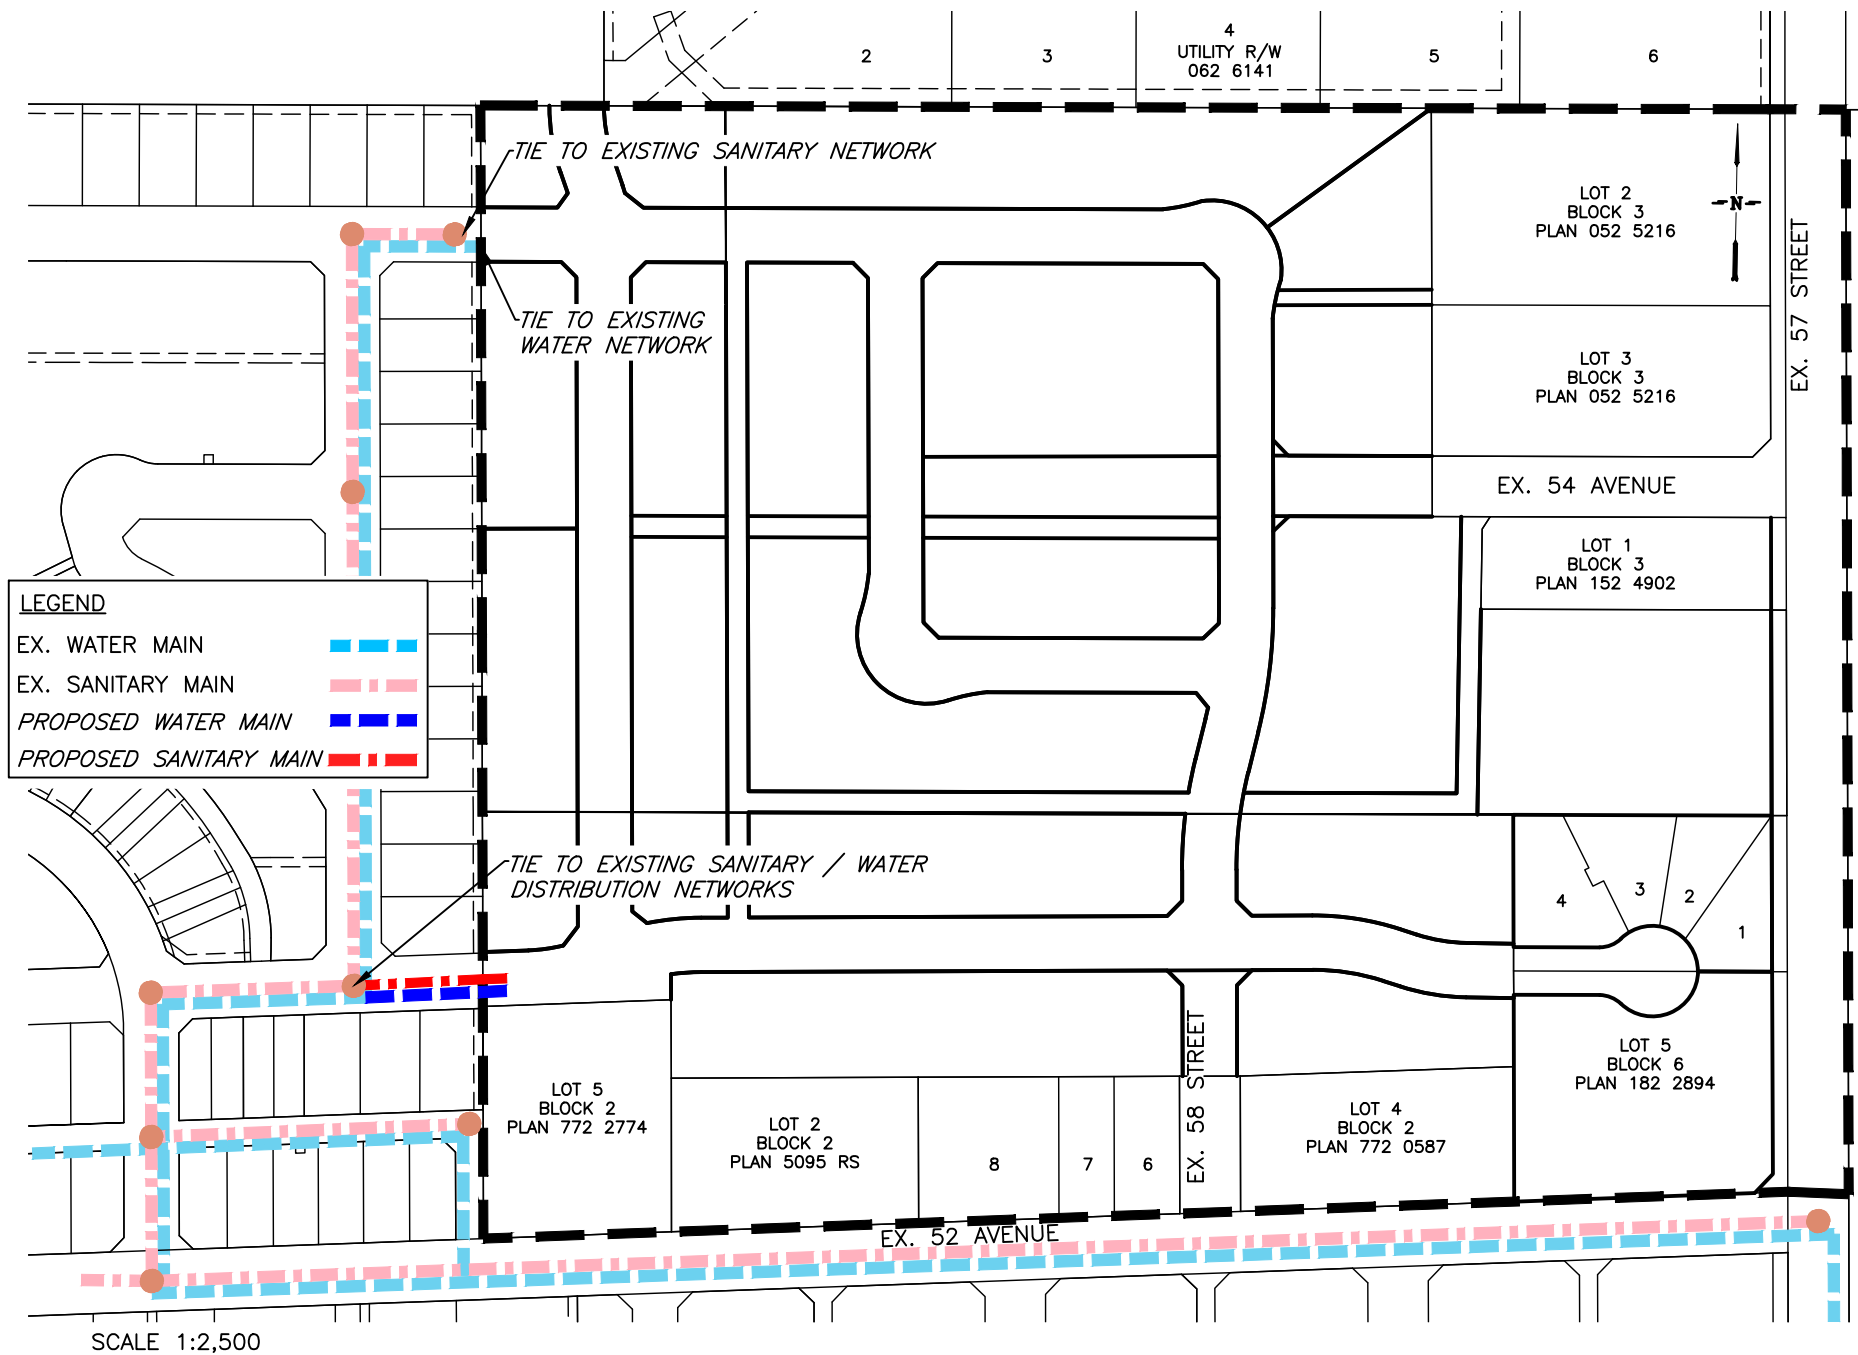 2
3
4
UTILITY R/W
062 6141
5
6
TIE TO EXISTING SANITARY NETWORK
LOT 2
BLOCK 3
PLAN 052 5216
N
EX. 57 STREET
TIE TO EXISTING
WATER NETWORK
LOT 3
BLOCK 3
PLAN 052 5216
EX. 54 AVENUE
LOT 1
BLOCK 3
PLAN 152 4902
LEGEND
EX. WATER MAIN
EX. SANITARY MAIN
PROPOSED WATER MAIN
PROPOSED SANITARY MAIN
TIE TO EXISTING SANITARY / WATER
DISTRIBUTION NETWORKS
4
3
2
1
LOT 5
BLOCK 2
PLAN 772 2774
LOT 2
BLOCK 2
PLAN 5095 RS
8
7
6
EX. 58 STREET
LOT 4
BLOCK 2
PLAN 772 0587
LOT 5
BLOCK 6
PLAN 182 2894
EX. 52 AVENUE
SCALE 1:2,500